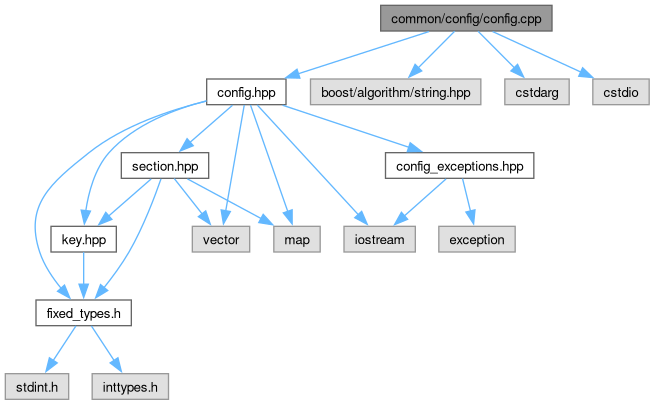 common/config/config.cpp
config.hpp
boost/algorithm/string.hpp
cstdarg
cstdio
section.hpp
config_exceptions.hpp
key.hpp
vector
map
iostream
exception
fixed_types.h
stdint.h
inttypes.h